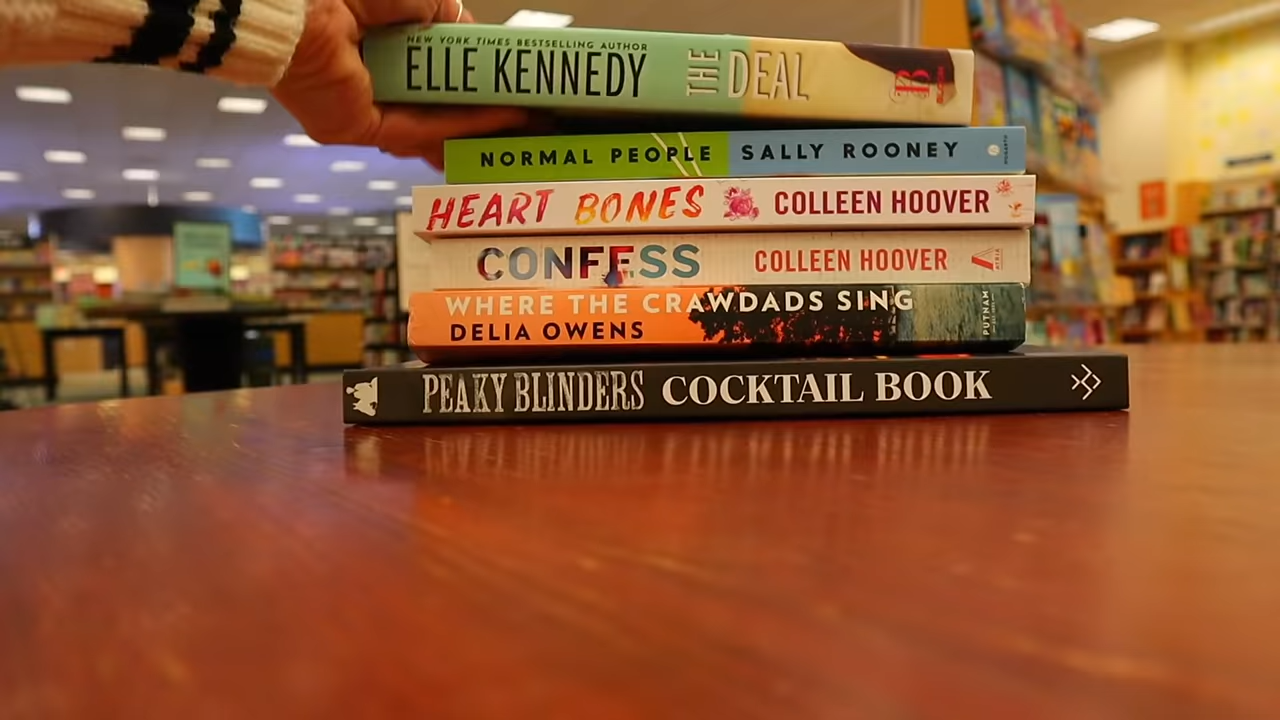 NEW YORK TIMES BESTSELLING AUTHOR
ELLE KENNEDY THE DEAL
NORMAL PEOPLE SALLY ROONEY
HEART BONES COLLEEN HOOVER
CONFESS COLLEEN HOOVER
ATRIA
WHERE THE CRAWDADS SING
DELIA OWENS
PUTNAM
PEAKY BLINDERS COCKTAIL BOOK